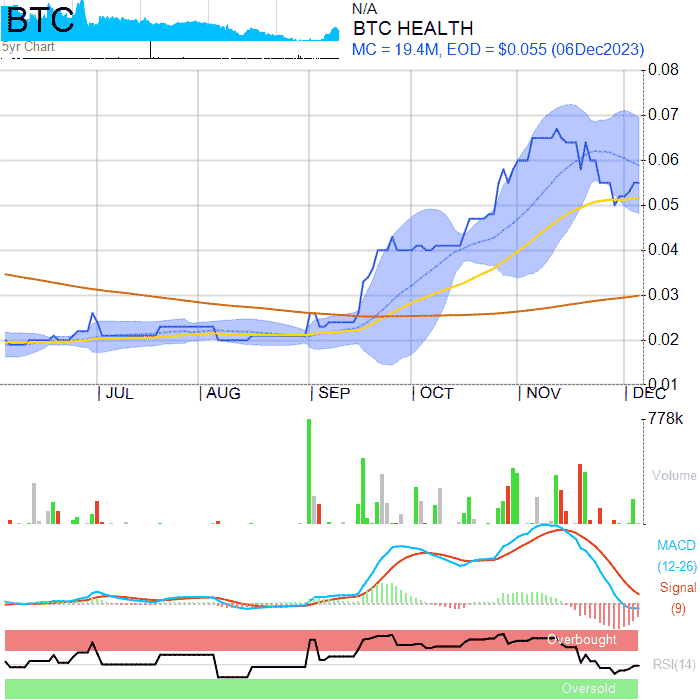 BTC
5yr Chart
N/A
BTC HEALTH
MC = 19.4M, EOD = $0.055 (06Dec2023)
0.08
0.07
0.06
0.05
0.04
0.03
0.02
0.01
JUL AUG SEP OCT NOV DEC
778k
Volume
MACD
(12-26)
Signal
(9)
Overbought
RSI(14)
Oversold